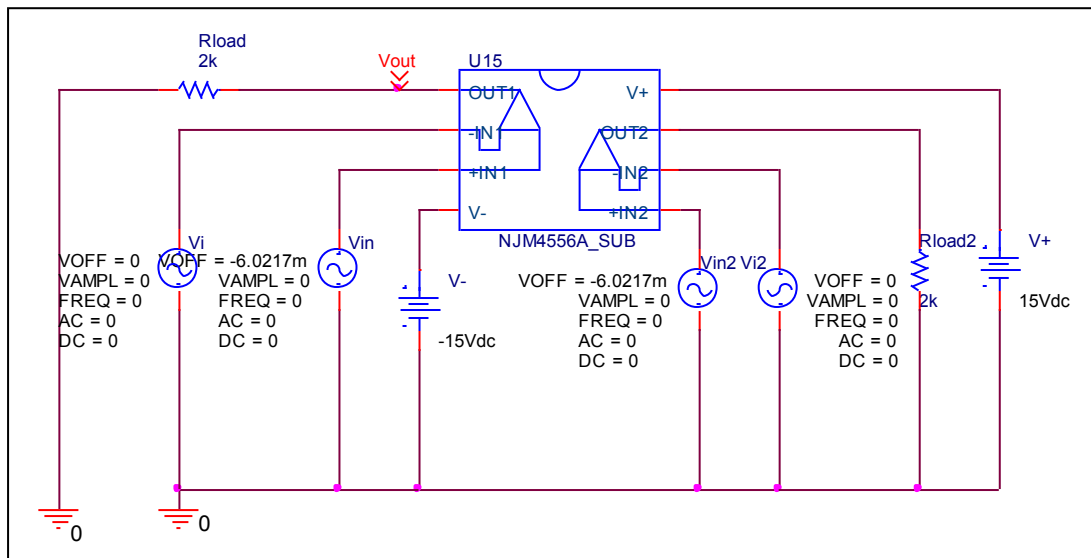 Rload
2k
Vout
U15
OUT1
-IN1
+IN1
V-
V+
OUT2
-IN2
+IN2
NJM4556A_SUB
Vi
VOFF = 0
VAMPL = 0
FREQ = 0
AC = 0
DC = 0
Vin
VOFF = -6.0217m
VAMPL = 0
FREQ = 0
AC = 0
DC = 0
V-
-15Vdc
Vin2
VOFF = -6.0217m
VAMPL = 0
FREQ = 0
AC = 0
DC = 0
Vi2
VOFF = 0
VAMPL = 0
FREQ = 0
AC = 0
DC = 0
Rload2
2k
V+
15Vdc
0
0